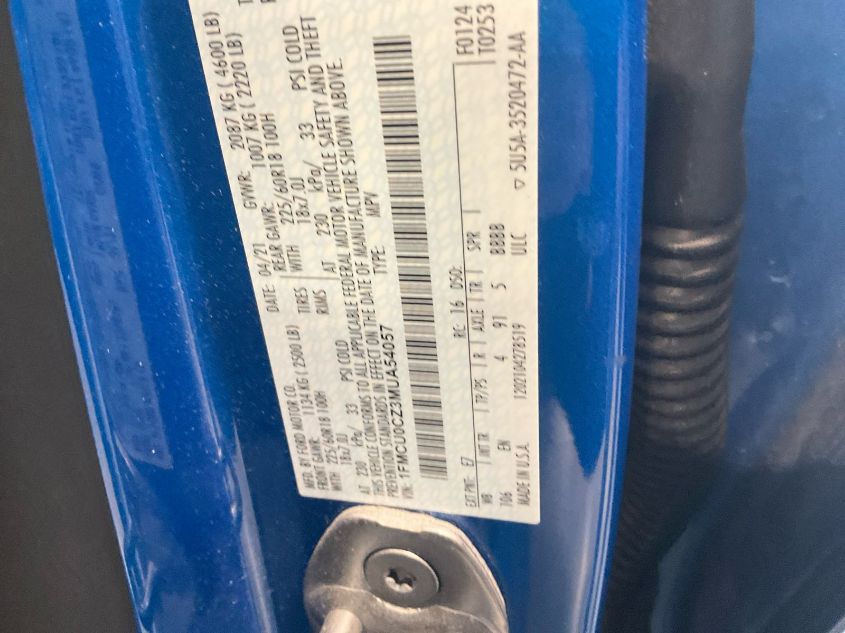 MFD. BY FORD MOTOR CO.
DATE: 04/21 GVWR: 2087 KG ( 4600 LB)
FRONT GAWR: 1134 KG ( 2500 LB) REAR GAWR: 1007 KG ( 2220 LB)
WITH 225/60R18 100H TIRES WITH 225/60R18 100H
18x7.0J RIMS 18x7.0J
AT 230 kPa/ 33 PSI COLD AT 230 kPa/ 33 PSI COLD
THIS VEHICLE CONFORMS TO ALL APPLICABLE FEDERAL MOTOR VEHICLE SAFETY AND THEFT
PREVENTION STANDARDS IN EFFECT ON THE DATE OF MANUFACTURE SHOWN ABOVE.
VIN: 1FMCU0CZ3MUA54057 TYPE: MPV
F0124
T0253
EXT PNT: E7 RC: 16 DSO:
WB INT TR TP/PS R AXLE TR SPR
106 EN 4 91 5 BBBB
MADE IN U.S.A. 1202104278519 ULC ▽ 5U5A-3520472-AA